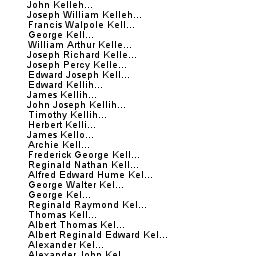 John Kelleh...
Joseph William Kelleh...
Francis Walpole Kell...
George Kell...
William Arthur Kelle...
Joseph Richard Kelle...
Joseph Percy Kelle...
Edward Joseph Kell...
Edward Kellih...
James Kellih...
John Joseph Kellih...
Timothy Kellih...
Herbert Kelli...
James Kello...
Archie Kell...
Frederick George Kell...
Reginald Nathan Kell...
Alfred Edward Hume Kel...
George Walter Kel...
George Kel...
Reginald Raymond Kel...
Thomas Kell...
Albert Thomas Kel...
Albert Reginald Edward Kel...
Alexander Kel...
Alexander John Kel